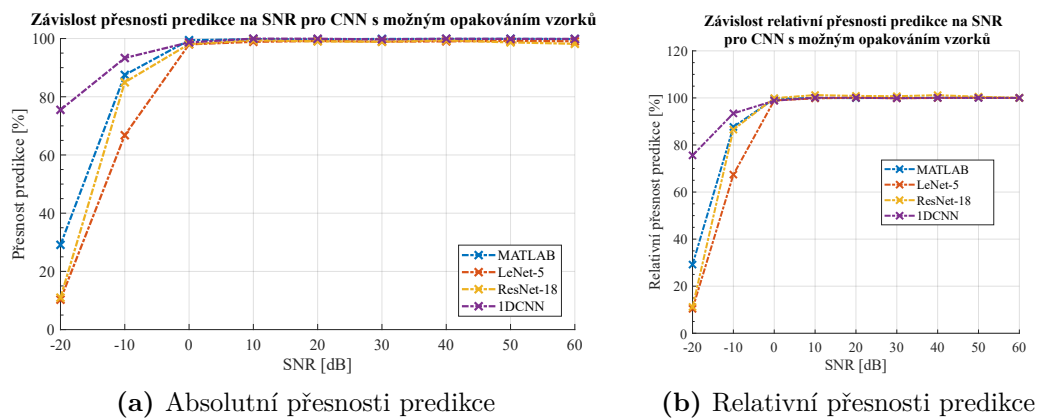 Závislost přesnosti predikce na SNR pro CNN s možným opakováním vzorků
100
80
60
40
20
0
Přesnost predikce [%]
-20 -10 0 10 20 30 40 50 60
SNR [dB]
MATLAB
LeNet-5
ResNet-18
1DCNN
(a) Absolutní přesnosti predikce
Závislost relativní přesnosti predikce na SNR
pro CNN s možným opakováním vzorků
120
100
80
60
40
20
0
Relativní přesnost predikce [%]
-20 -10 0 10 20 30 40 50 60
SNR [dB]
MATLAB
LeNet-5
ResNet-18
1DCNN
(b) Relativní přesnosti predikce